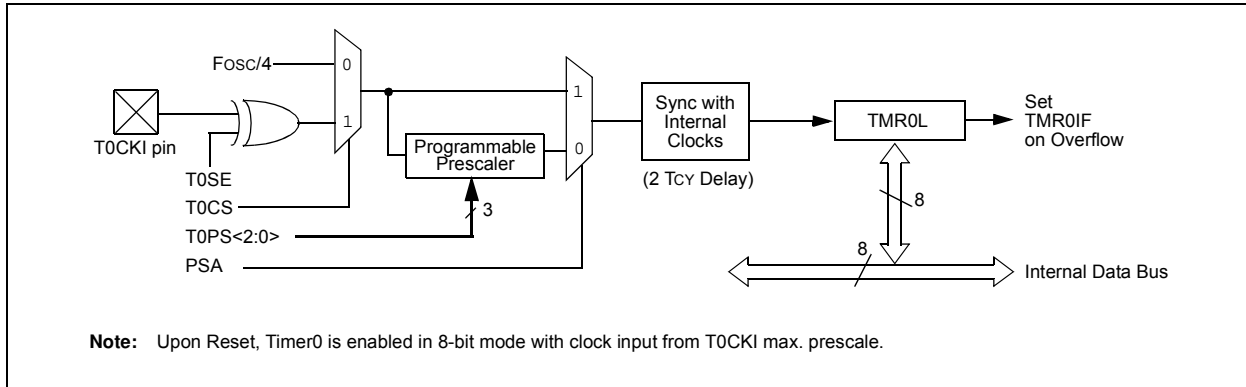 FOSC/4
0
1
T0CKI pin
T0SE
T0CS
T0PS<2:0>
PSA
Programmable
Prescaler
3
1
0
Sync with
Internal
Clocks
(2 TCY Delay)
TMR0L
Set
TMR0IF
on Overflow
8
8
Internal Data Bus
Note: Upon Reset, Timer0 is enabled in 8-bit mode with clock input from T0CKI max. prescale.